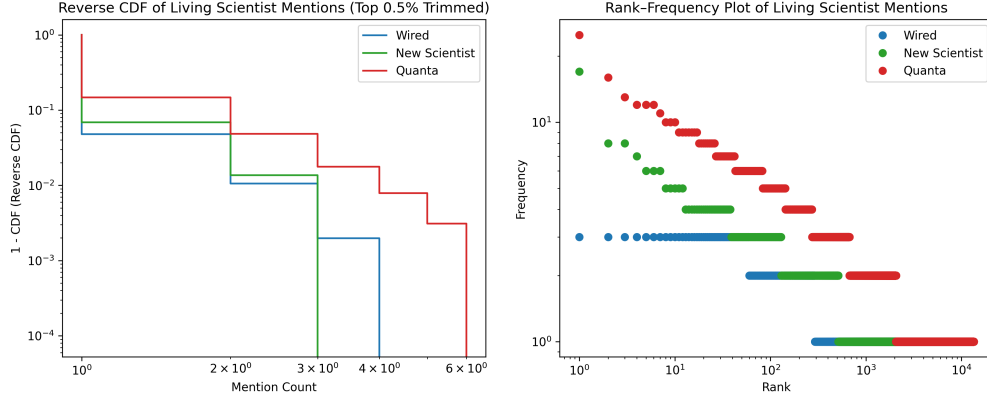 Reverse CDF of Living Scientist Mentions (Top 0.5% Trimmed)
Wired
New Scientist
Quanta
10⁰
10⁻¹
10⁻²
10⁻³
10⁻⁴
1 - CDF (Reverse CDF)
10⁰
2 × 10⁰
3 × 10⁰
4 × 10⁰
6 × 10⁰
Mention Count
Rank–Frequency Plot of Living Scientist Mentions
Wired
New Scientist
Quanta
10¹
10⁰
Frequency
10⁰
10¹
10²
10³
10⁴
Rank